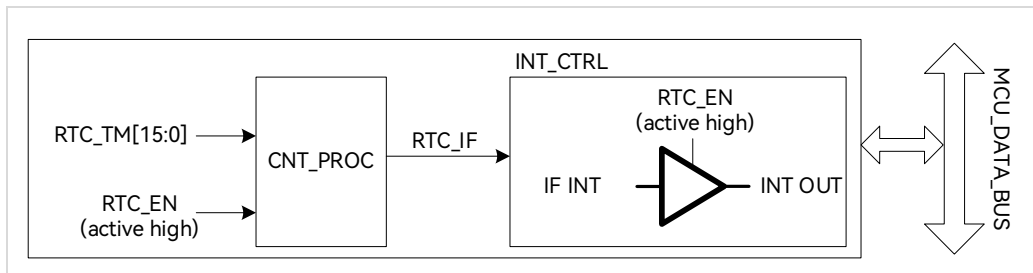 INT_CTRL
RTC_TM[15:0]
RTC_EN
(active high)
CNT_PROC
RTC_IF
RTC_EN
(active high)
IF INT
INT OUT
MCU_DATA_BUS